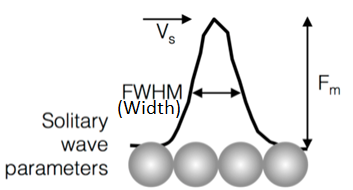 Vs
FWHM
(Width)
Fm
Solitary
wave
parameters